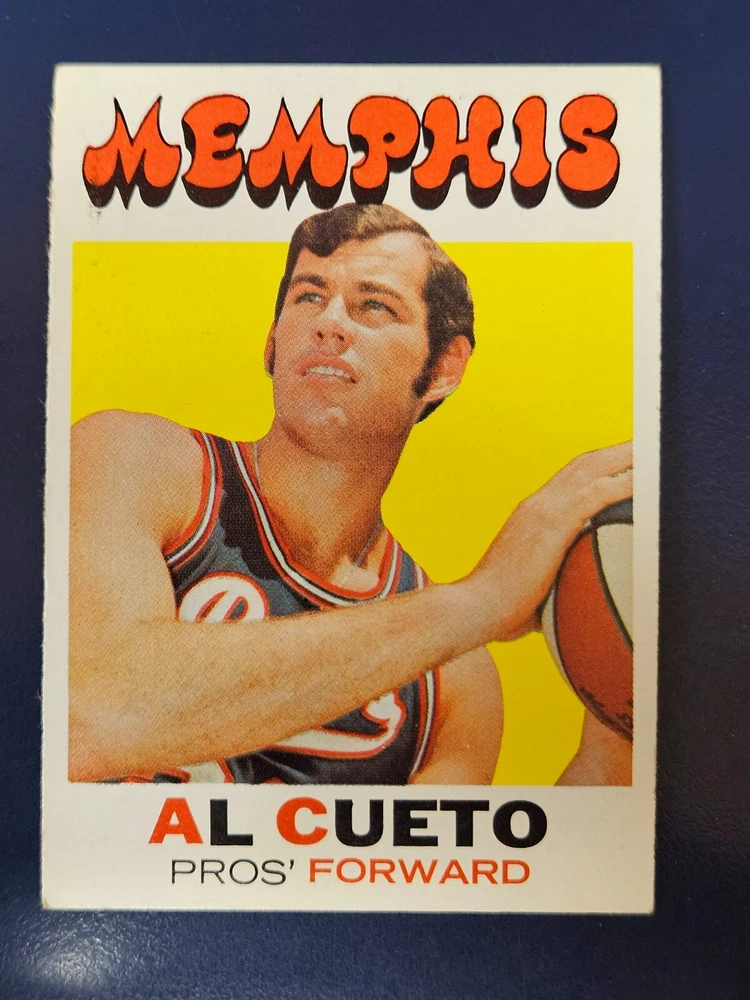 MEMPHIS
AL CUETO
PROS' FORWARD